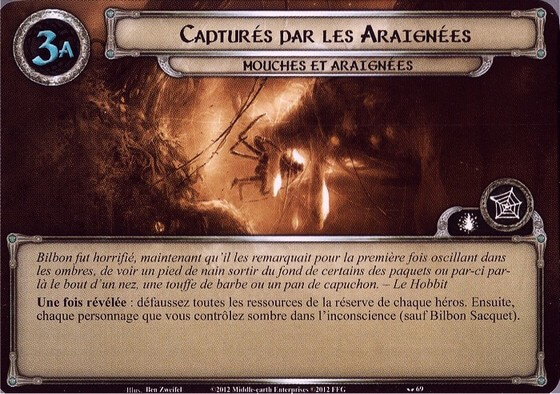 3A
CAPTURÉS PAR LES ARAIGNÉES
MOUCHES ET ARAIGNÉES
Bilbon fut horrifié, maintenant qu'il les remarquait pour la première fois oscillant dans
les ombres, de voir un pied de nain sortir du fond de certains des paquets ou par-ci par-
là le bout d'un nez, une touffe de barbe ou un pan de capuchon. – Le Hobbit
Une fois révélée : défaussez toutes les ressources de la réserve de chaque héros. Ensuite,
chaque personnage que vous contrôlez sombre dans l'inconscience (sauf Bilbon Sacquet).
Illus. Ben Zweifel ©2012 Middle-earth Enterprises ©2012 FFG 69